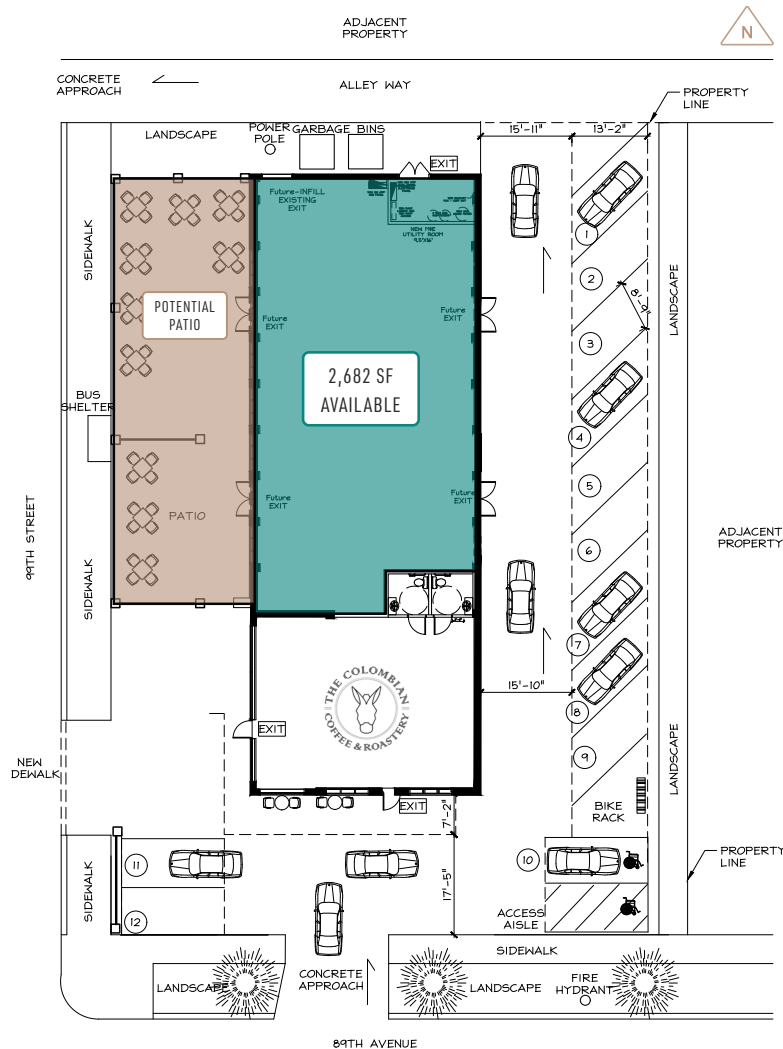 ADJACENT
PROPERTY
N
CONCRETE
APPROACH
ALLEY WAY
PROPERTY
LINE
LANDSCAPE
POWER
POLE
GARBAGE BINS
15'-11"
13'-2"
EXIT
Future-INFILL
EXISTING
EXIT
NEW PRE
UTILITY ROOM
SIDEWALK
1
2
8'-9"
LANDSCAPE
POTENTIAL
PATIO
Future
EXIT
Future
EXIT
3
2,682 SF
AVAILABLE
BUS
SHELTER
4
5
Future
EXIT
Future
EXIT
PATIO
99TH STREET
ADJACENT
PROPERTY
6
SIDEWALK
7
15'-10"
THE COLOMBIAN
COFFEE & ROASTERY
8
EXIT
9
LANDSCAPE
NEW
DEWALK
EXIT
7'-2"
BIKE
RACK
11
10
PROPERTY
LINE
SIDEWALK
17'-5"
12
ACCESS
AISLE
SIDEWALK
LANDSCAPE
CONCRETE
APPROACH
LANDSCAPE
FIRE
HYDRANT
89TH AVENUE